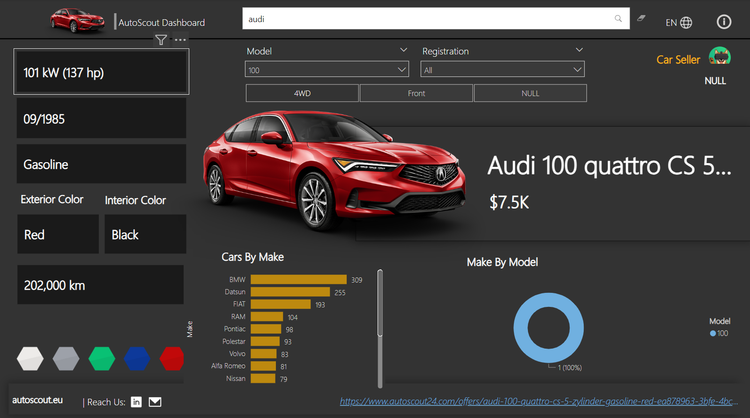 AutoScout Dashboard
audi
EN
Model
Registration
100
All
4WD
Front
NULL
Car Seller
NULL
101 kW (137 hp)
09/1985
Gasoline
Exterior Color
Interior Color
Red
Black
202,000 km
Audi 100 quattro CS 5...
$7.5K
Cars By Make
Make
BMW 309
Datsun 255
FIAT 193
RAM 104
Pontiac 98
Polestar 93
Volvo 83
Alfa Romeo 81
Nissan 79
Make By Model
1 (100%)
Model
100
autoscout.eu
| Reach Us:
https://www.autoscout24.com/offers/audi-100-quattro-cs-5-zylinder-gasoline-red-ea878963-3bfe-4bc...